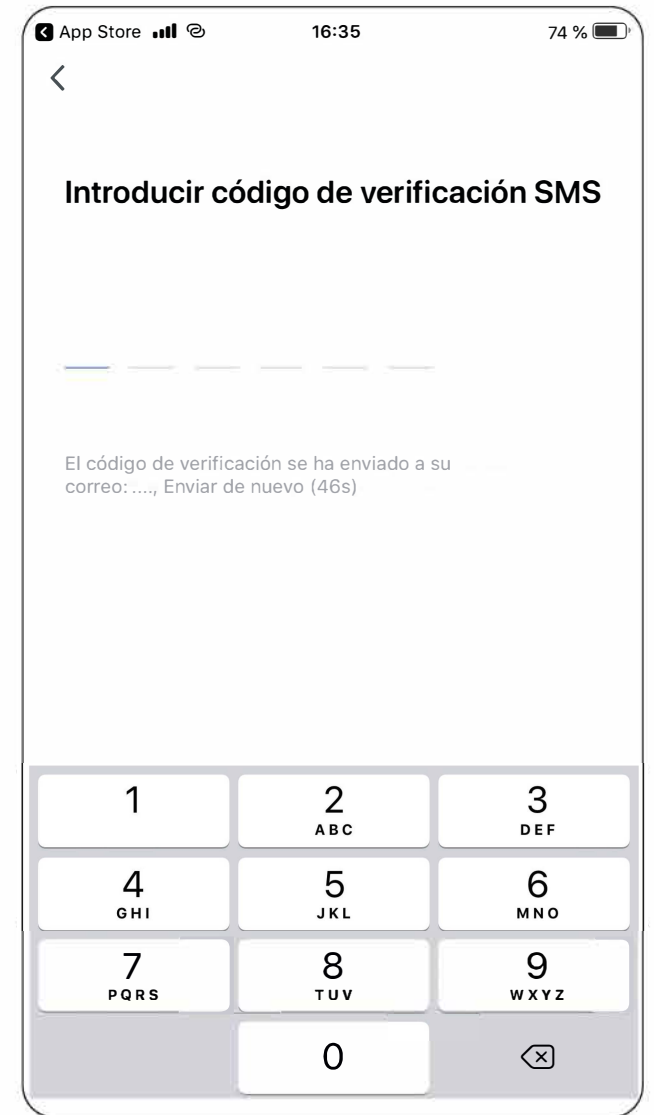 App Store 16:35 74 %
Introducir código de verificación SMS
El código de verificación se ha enviado a su
correo: ...., Enviar de nuevo (46s)
1 2 3
ABC DEF
4 5 6
GHI JKL MNO
7 8 9
PQRS TUV WXYZ
0